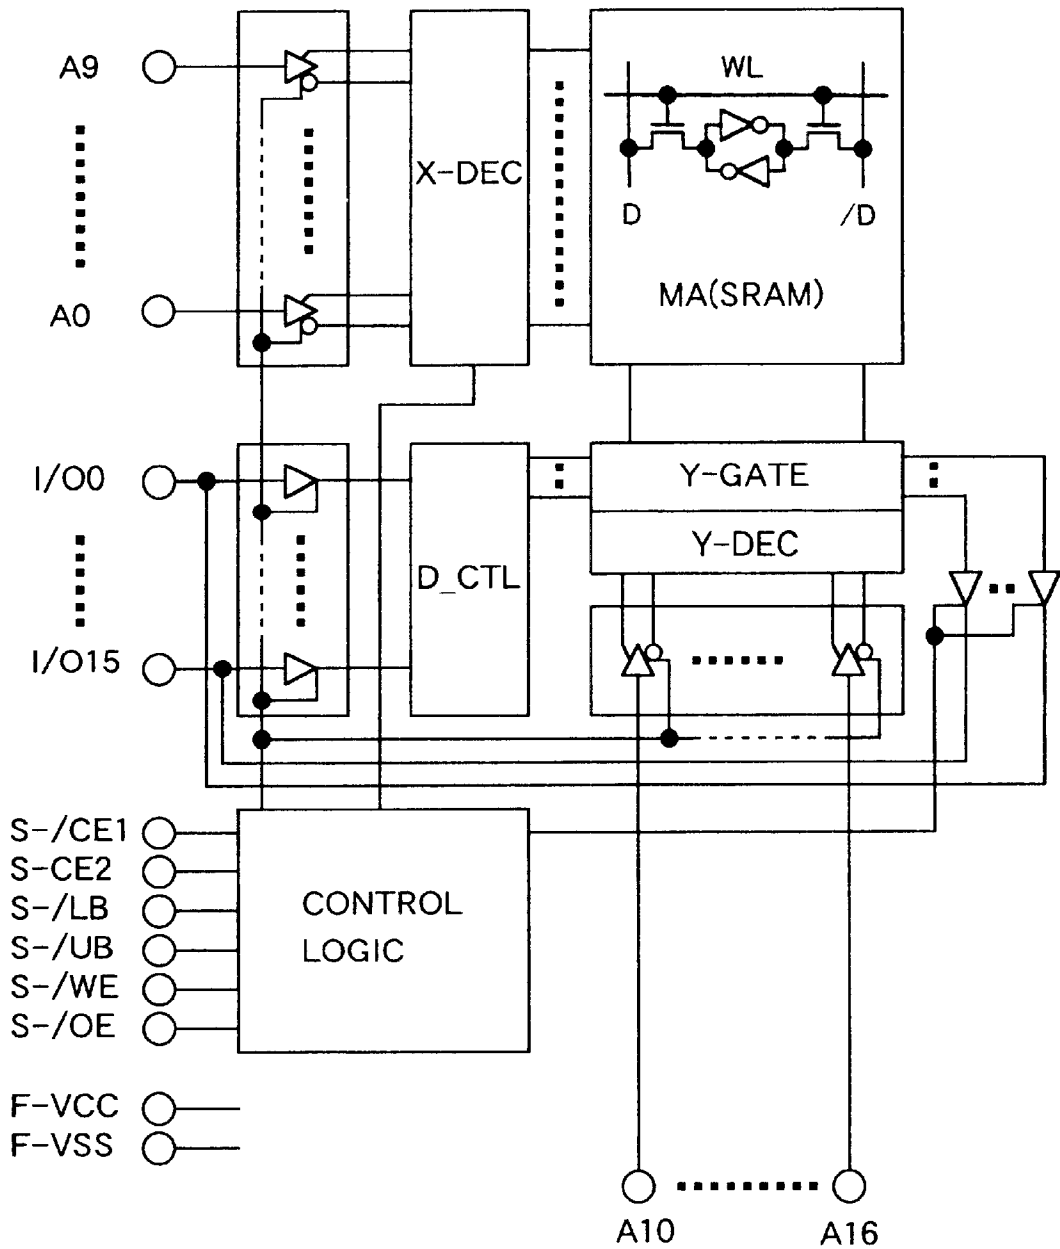 A9
WL
X-DEC
D
/D
A0
MA(SRAM)
I/O0
Y-GATE
Y-DEC
D_CTL
I/O15
S-/CE1
S-CE2
S-/LB
S-/UB
S-/WE
S-/OE
CONTROL
LOGIC
F-VCC
F-VSS
A10
A16